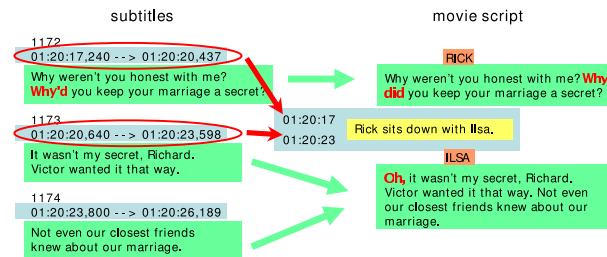 subtitles
movie script
1172
01:20:17,240 --> 01:20:20,437
Why weren't you honest with me?
Why'd you keep your marriage a secret?
1173
01:20:20,640 --> 01:20:23,598
It wasn't my secret, Richard.
Victor wanted it that way.
1174
01:20:23,800 --> 01:20:26,189
Not even our closest friends
knew about our marriage.
01:20:17
01:20:23
Rick sits down with Ilsa.
RICK
Why weren't you honest with me? Why
did you keep your marriage a secret?
ILSA
Oh, it wasn't my secret, Richard.
Victor wanted it that way. Not even
our closest friends knew about our
marriage.